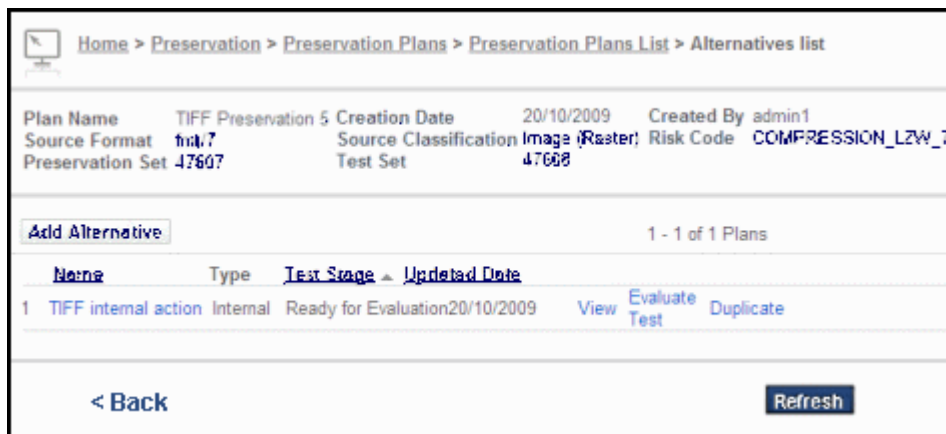 Home > Preservation > Preservation Plans > Preservation Plans List > Alternatives list
Plan Name TIFF Preservation 5 Creation Date 20/10/2009 Created By admin1
Source Format fmt/7 Source Classification Image (Raster) Risk Code COMPRESSION_LZW_
Preservation Set 47607 Test Set 47608
Add Alternative 1 - 1 of 1 Plans
Name Type Test Stage Updated Date
1 TIFF internal action Internal Ready for Evaluation20/10/2009 View Evaluate Test Duplicate
< Back Refresh